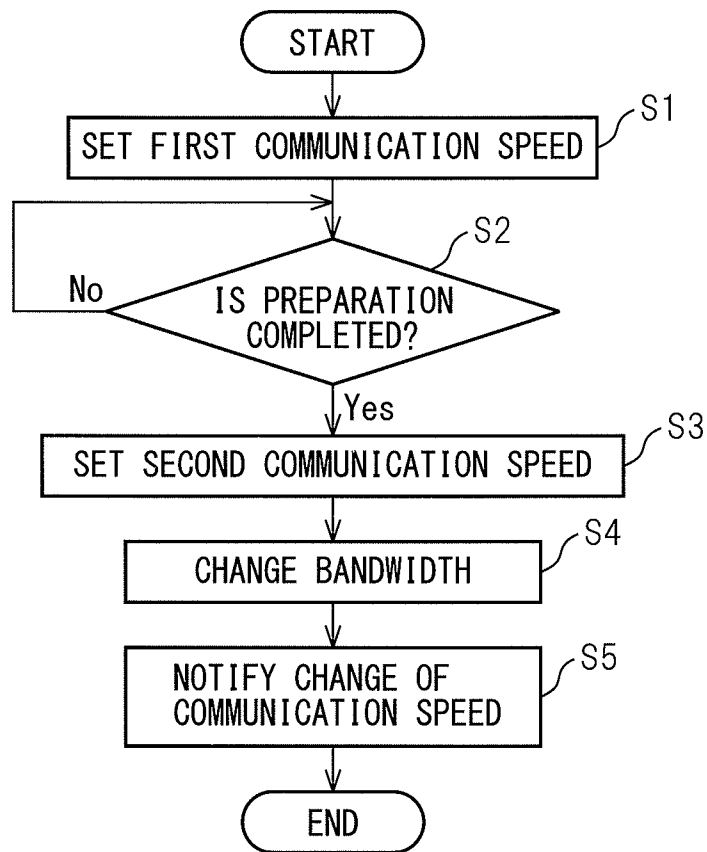 START
S1
SET FIRST COMMUNICATION SPEED
S2
No
IS PREPARATION
COMPLETED?
Yes
S3
SET SECOND COMMUNICATION SPEED
S4
CHANGE BANDWIDTH
S5
NOTIFY CHANGE OF
COMMUNICATION SPEED
END